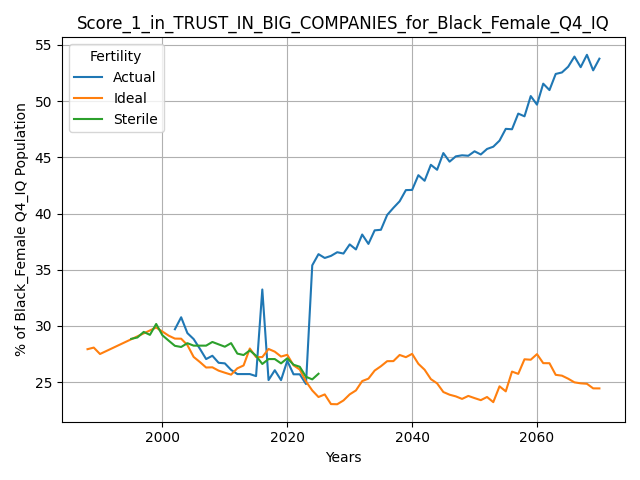 Score_1_in_TRUST_IN_BIG_COMPANIES_for_Black_Female_Q4_IQ
Fertility
Actual
Ideal
Sterile
% of Black_Female Q4_IQ Population
55
50
45
40
35
30
25
2000
2020
2040
2060
Years